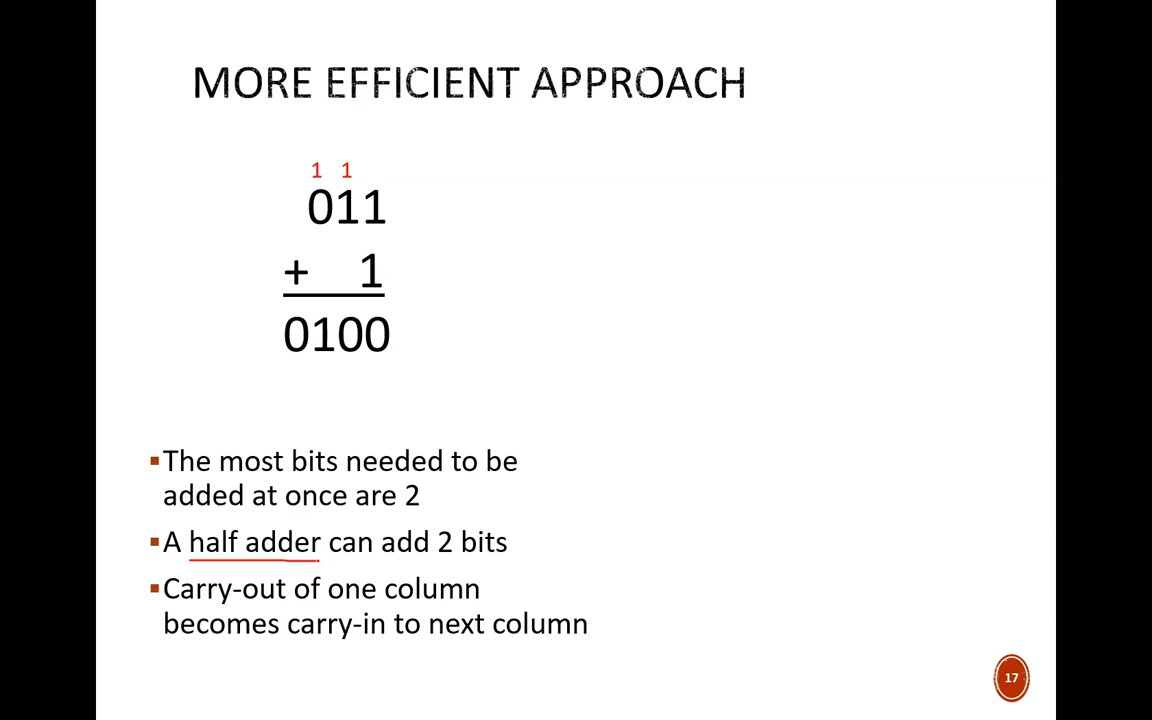 MORE EFFICIENT APPROACH
1 1
011
+ 1
0100
▪The most bits needed to be
added at once are 2
▪A half adder can add 2 bits
▪Carry-out of one column
becomes carry-in to next column
17